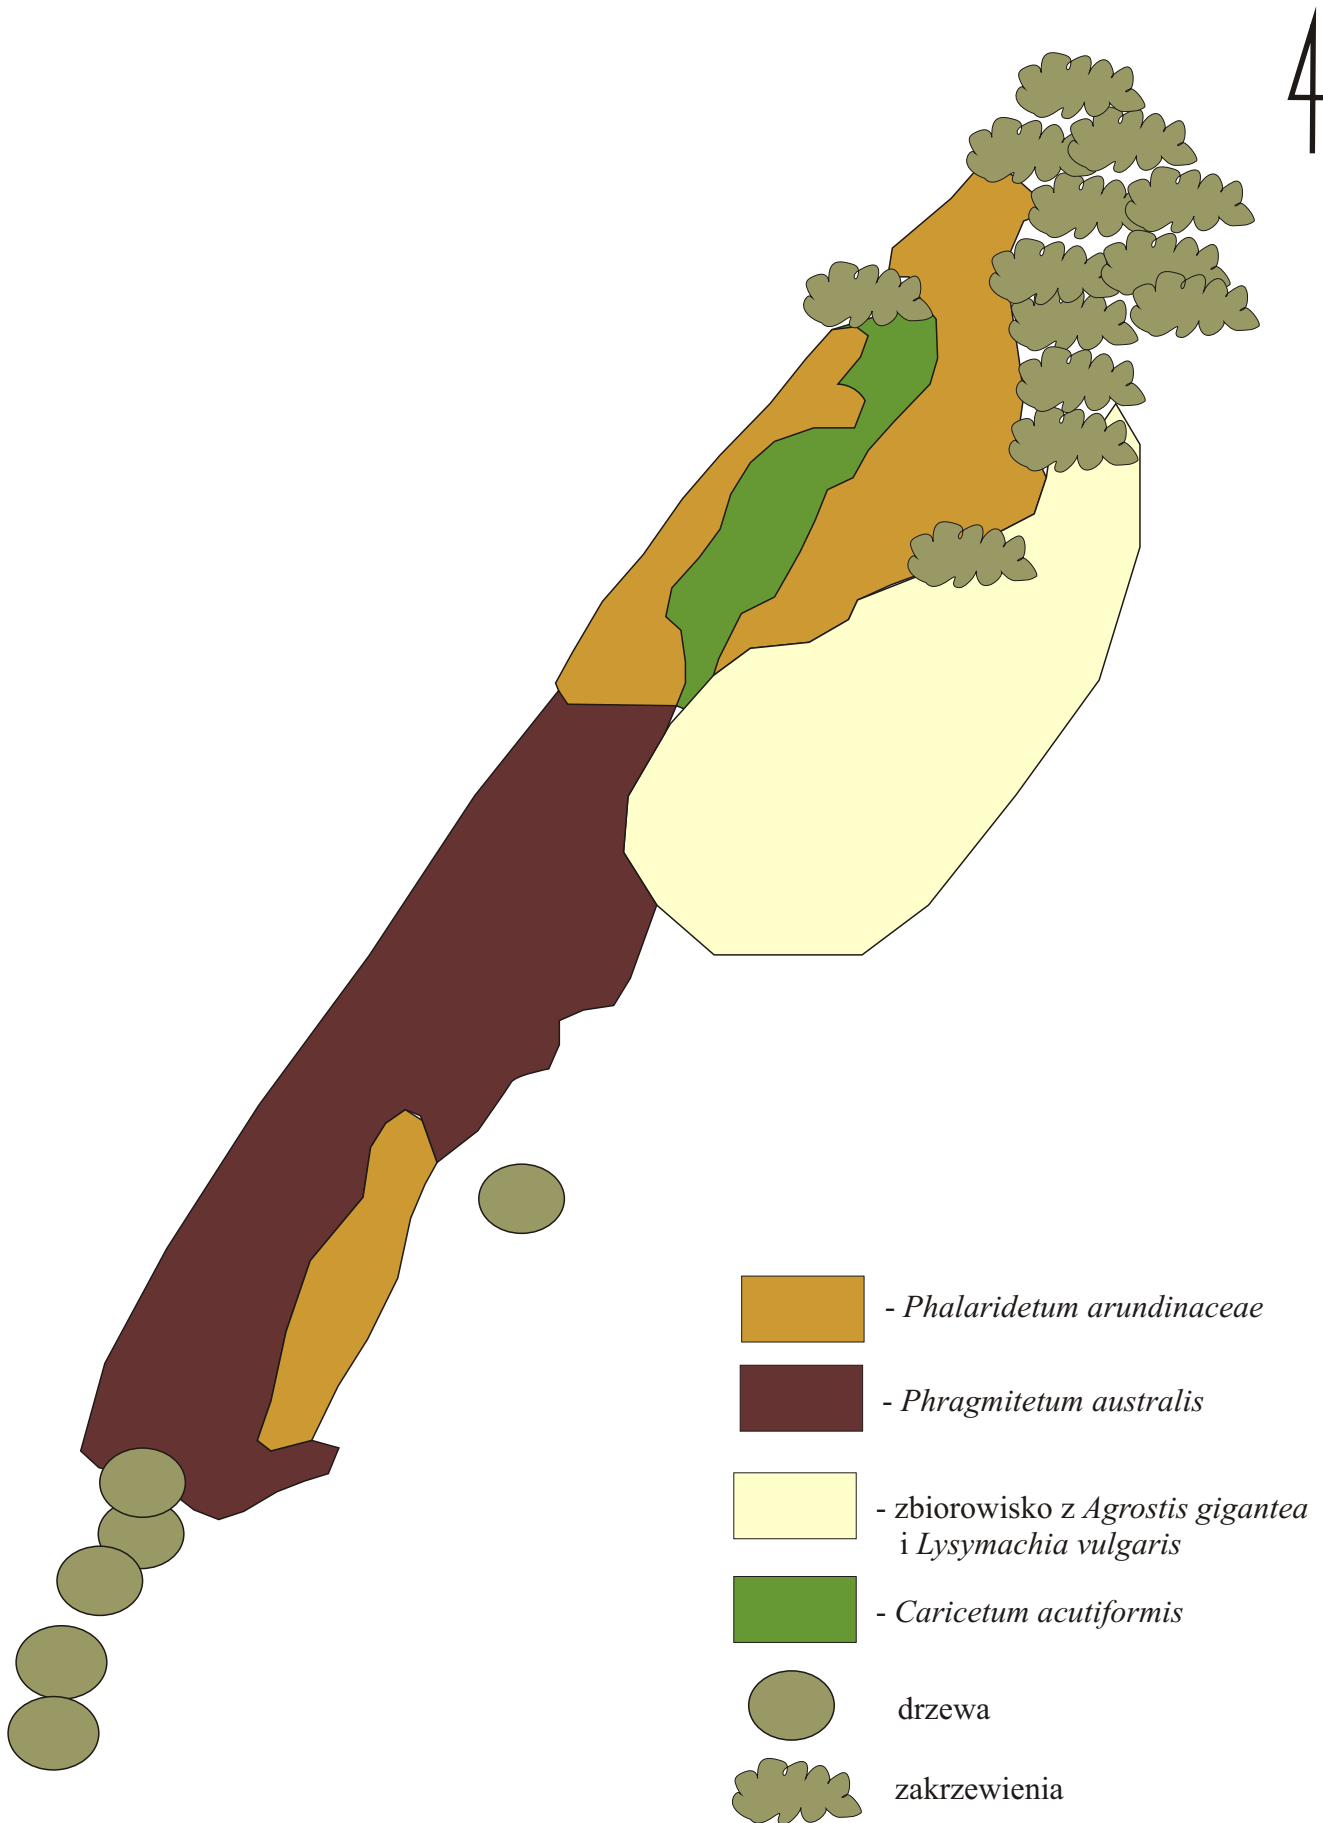 - Phalaridetum arundinaceae
- Phragmitetum australis
- zbiorowisko z Agrostis gigantea
i Lysymachia vulgaris
- Caricetum acutiformis
drzewa
zakrzewienia